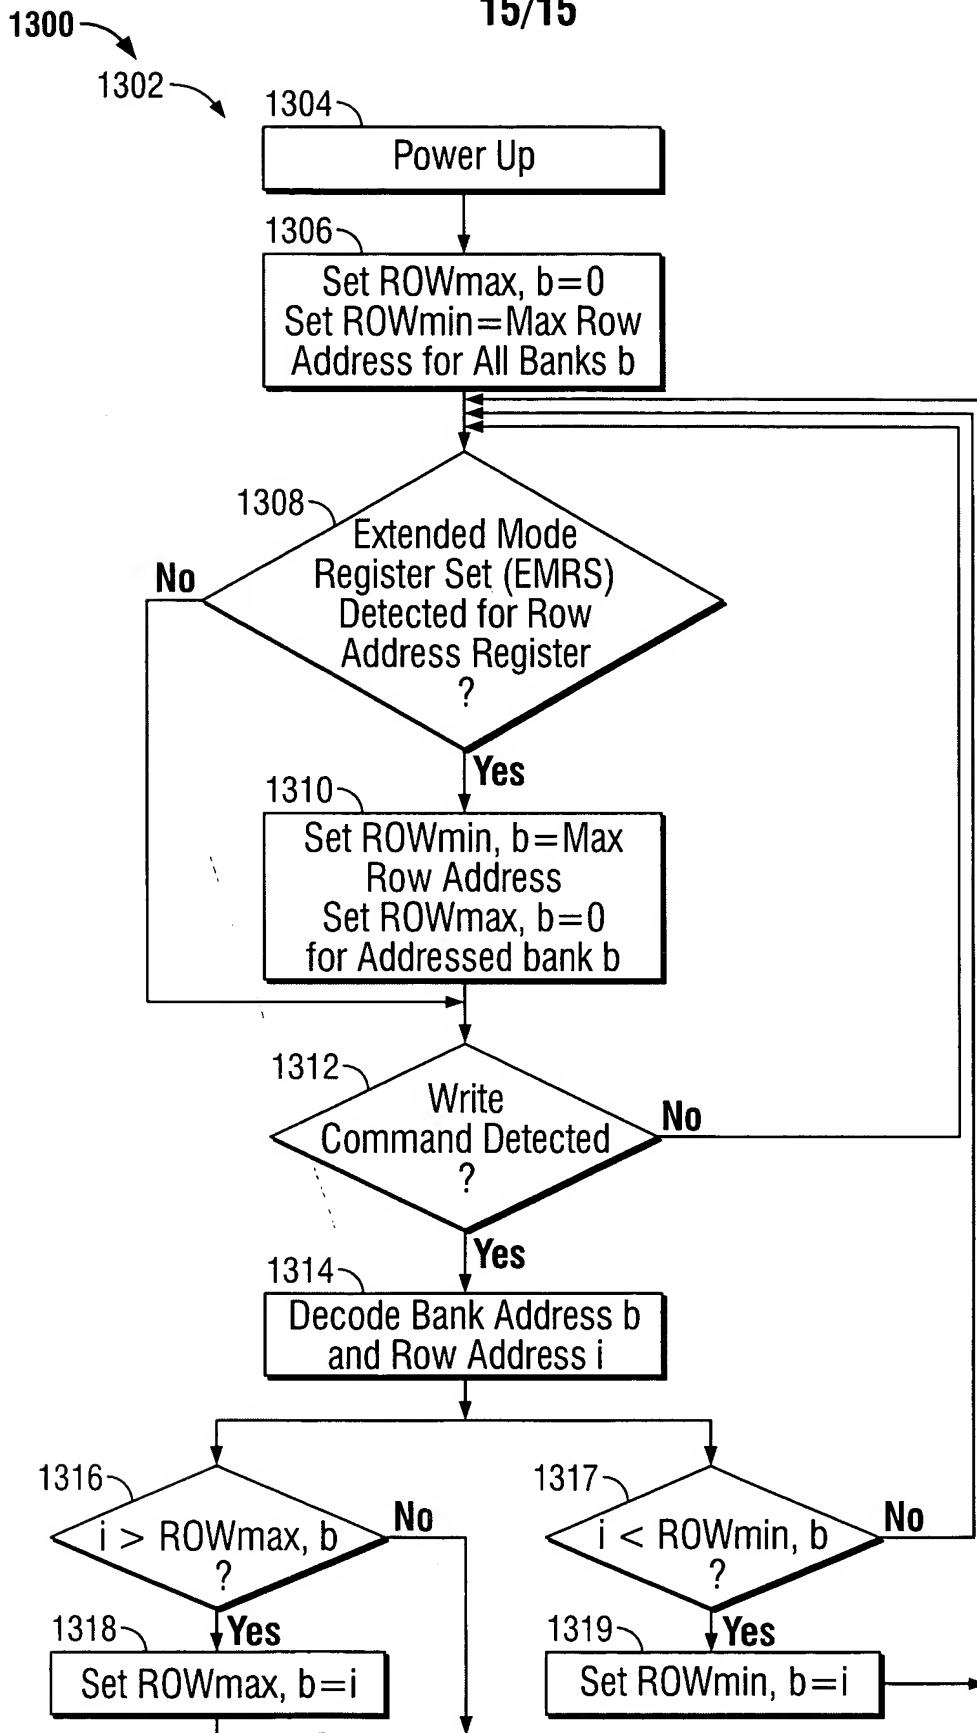 15/15
1300
1302
1304
Power Up
1306
Set ROWmax, b=0
Set ROWmin=Max Row
Address for All Banks b
1308
Extended Mode
Register Set (EMRS)
Detected for Row
Address Register
?
No
Yes
1310
Set ROWmin, b=Max
Row Address
Set ROWmax, b=0
for Addressed bank b
1312
Write
Command Detected
?
No
Yes
1314
Decode Bank Address b
and Row Address i
1316
i > ROWmax, b
?
No
Yes
1317
i < ROWmin, b
?
No
Yes
1318
Set ROWmax, b=i
1319
Set ROWmin, b=i